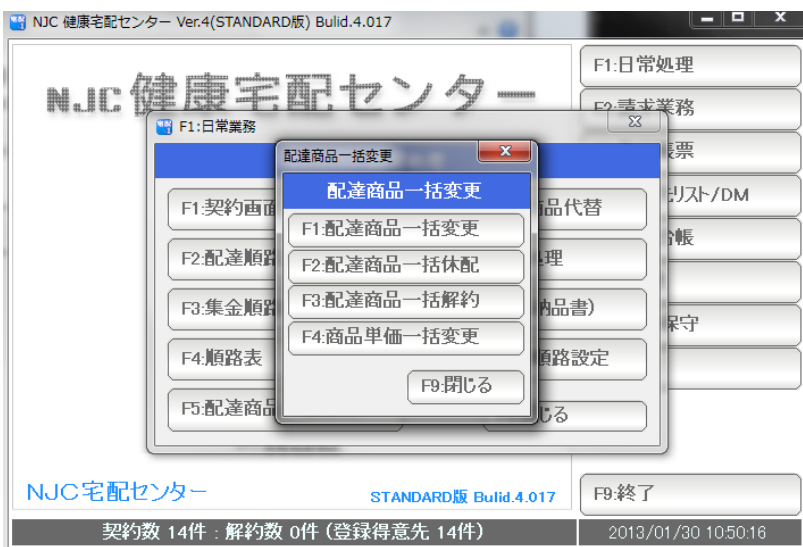 NJC 健康宅配センター Ver.4(STANDARD版) Bulid.4.017
NJC 健康宅配センター
F1:日常処理
F2:請求業務
帳票
リスト/DM
台帳
保守
F9:終了
F1:日常業務
F1:契約画面
F2:配達順路
F3:集金順路
F4:順路表
F5:配達商品
商品代替
処理
納品書)
順路設定
閉じる
配達商品一括変更
配達商品一括変更
F1:配達商品一括変更
F2:配達商品一括休配
F3:配達商品一括解約
F4:商品単価一括変更
F9:閉じる
NJC宅配センター
STANDARD版 Bulid.4.017
契約数 14件 : 解約数 0件 (登録得意先 14件)
2013/01/30 10:50:16